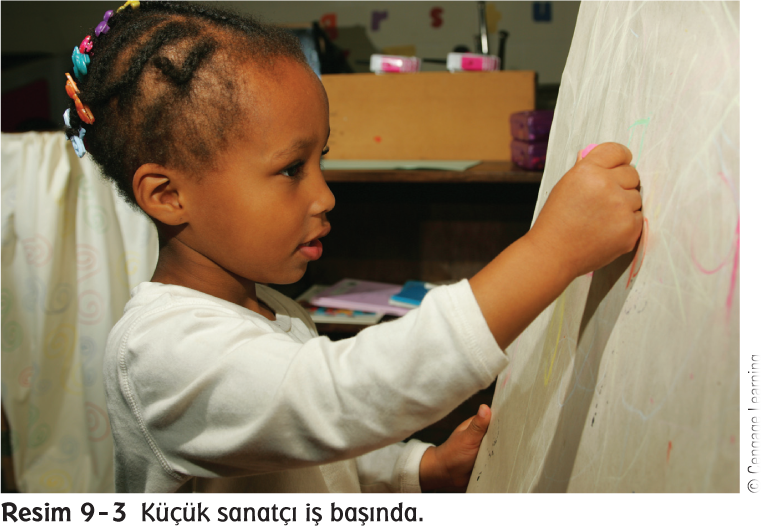 Resim 9-3 Küçük sanatçı iş başında.
© Cengage Learning